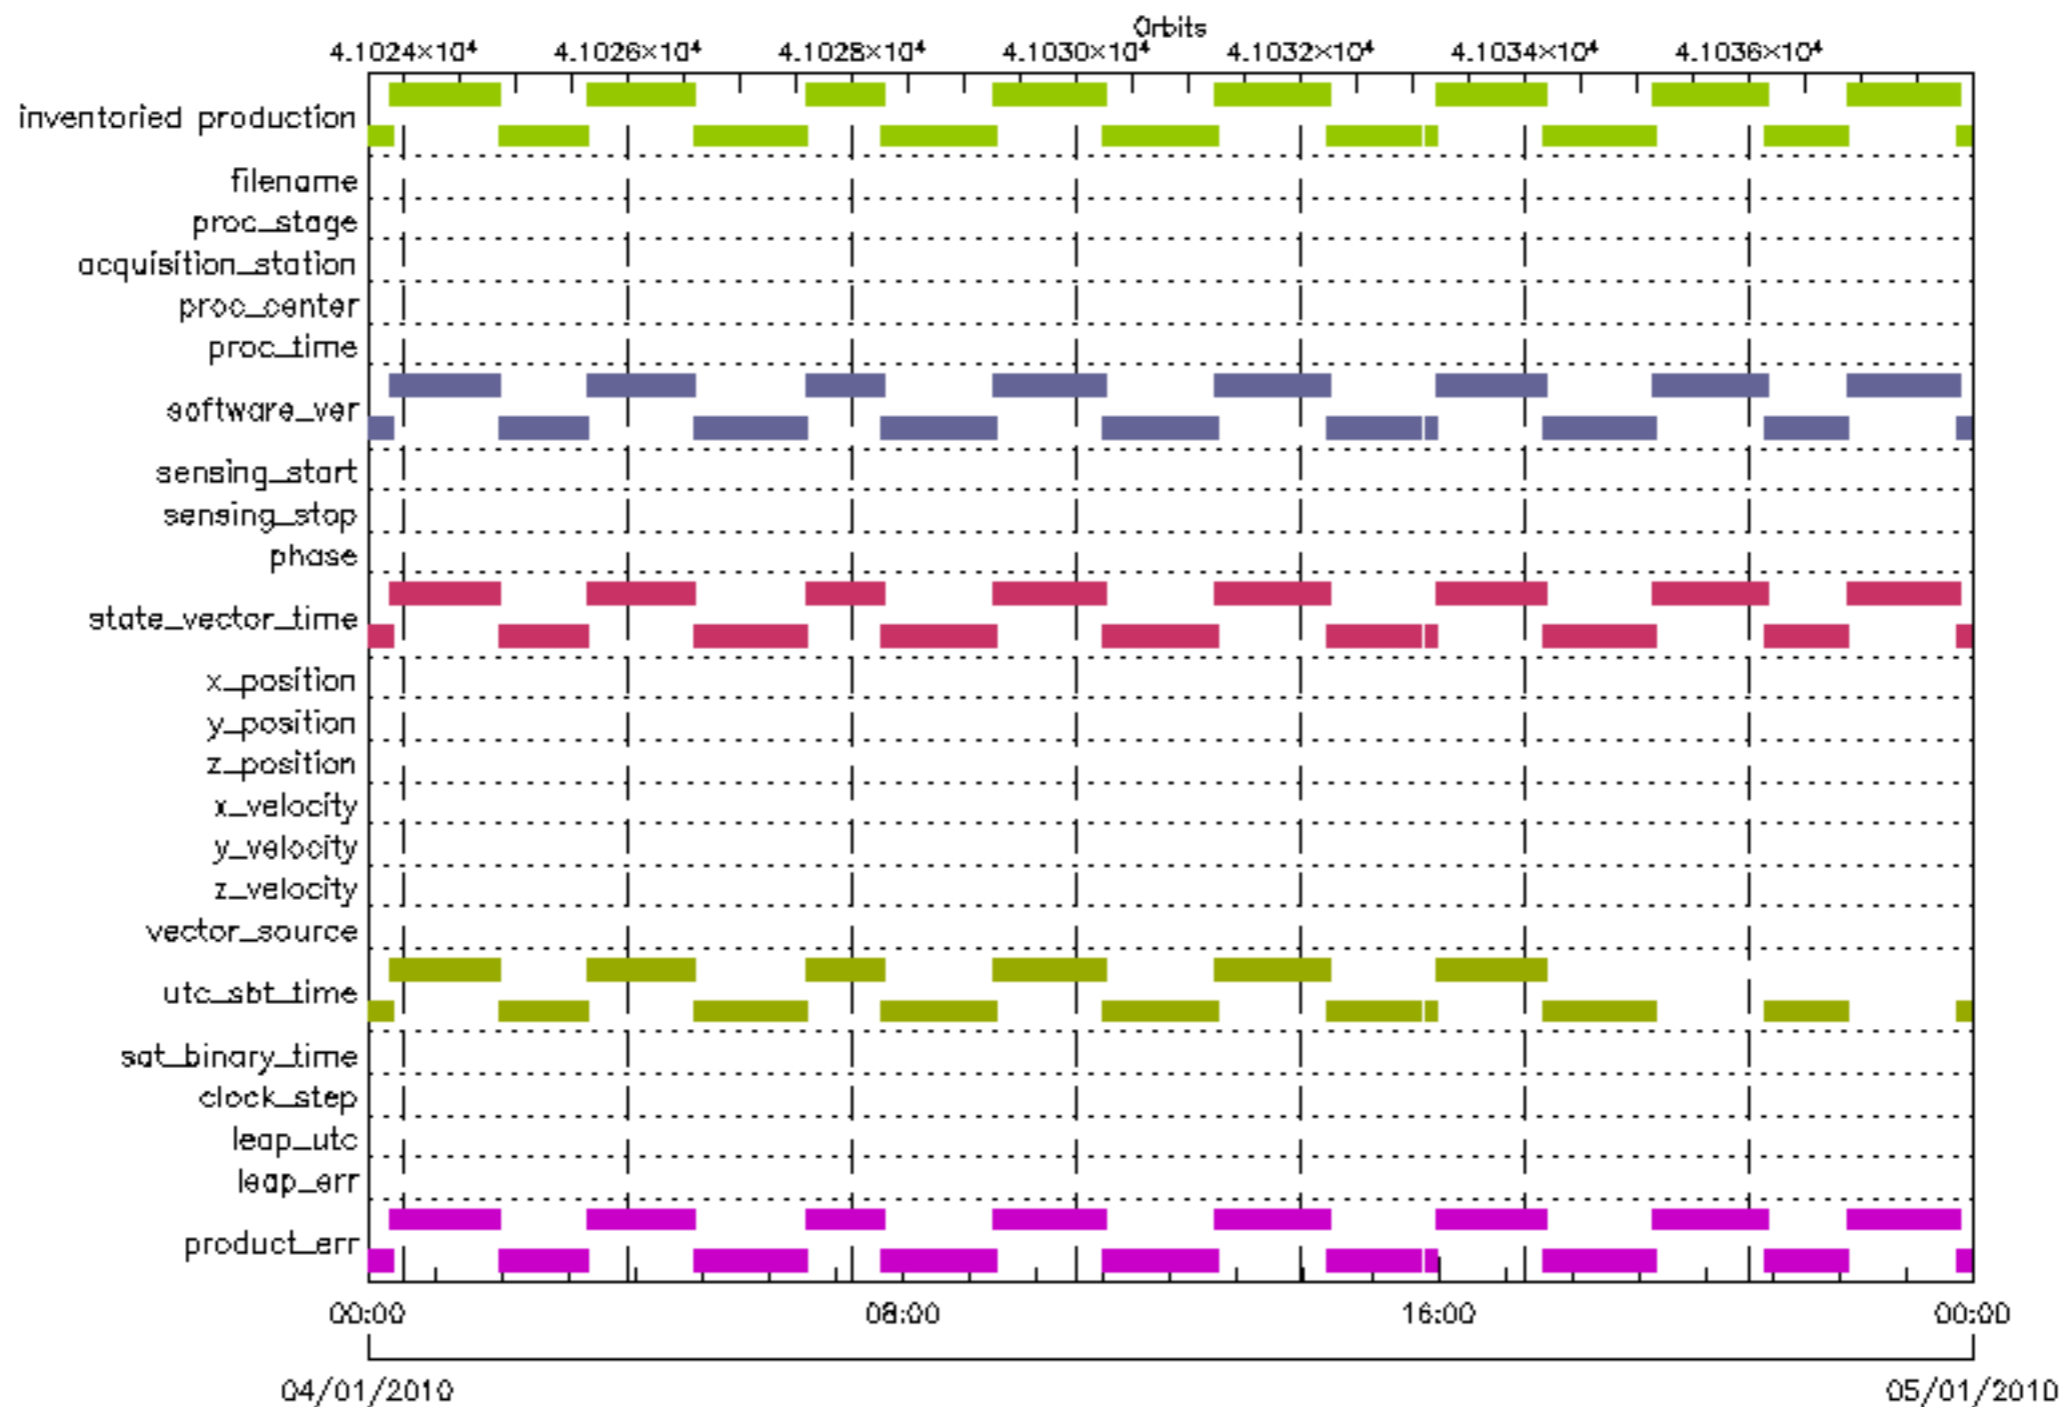 Orbits
4.1024×10⁴ 4.1026×10⁴ 4.1028×10⁴ 4.1030×10⁴ 4.1032×10⁴ 4.1034×10⁴ 4.1036×10⁴
inventoried production
filename
proc_stage
acquisition_station
proc_center
proc_time
software_ver
sensing_start
sensing_stop
phase
state_vector_time
x_position
y_position
z_position
x_velocity
y_velocity
z_velocity
vector_source
utc_sbt_time
sat_binary_time
clock_step
leap_utc
leap_err
product_err
00:00 08:00 16:00 00:00
04/01/2010 05/01/2010